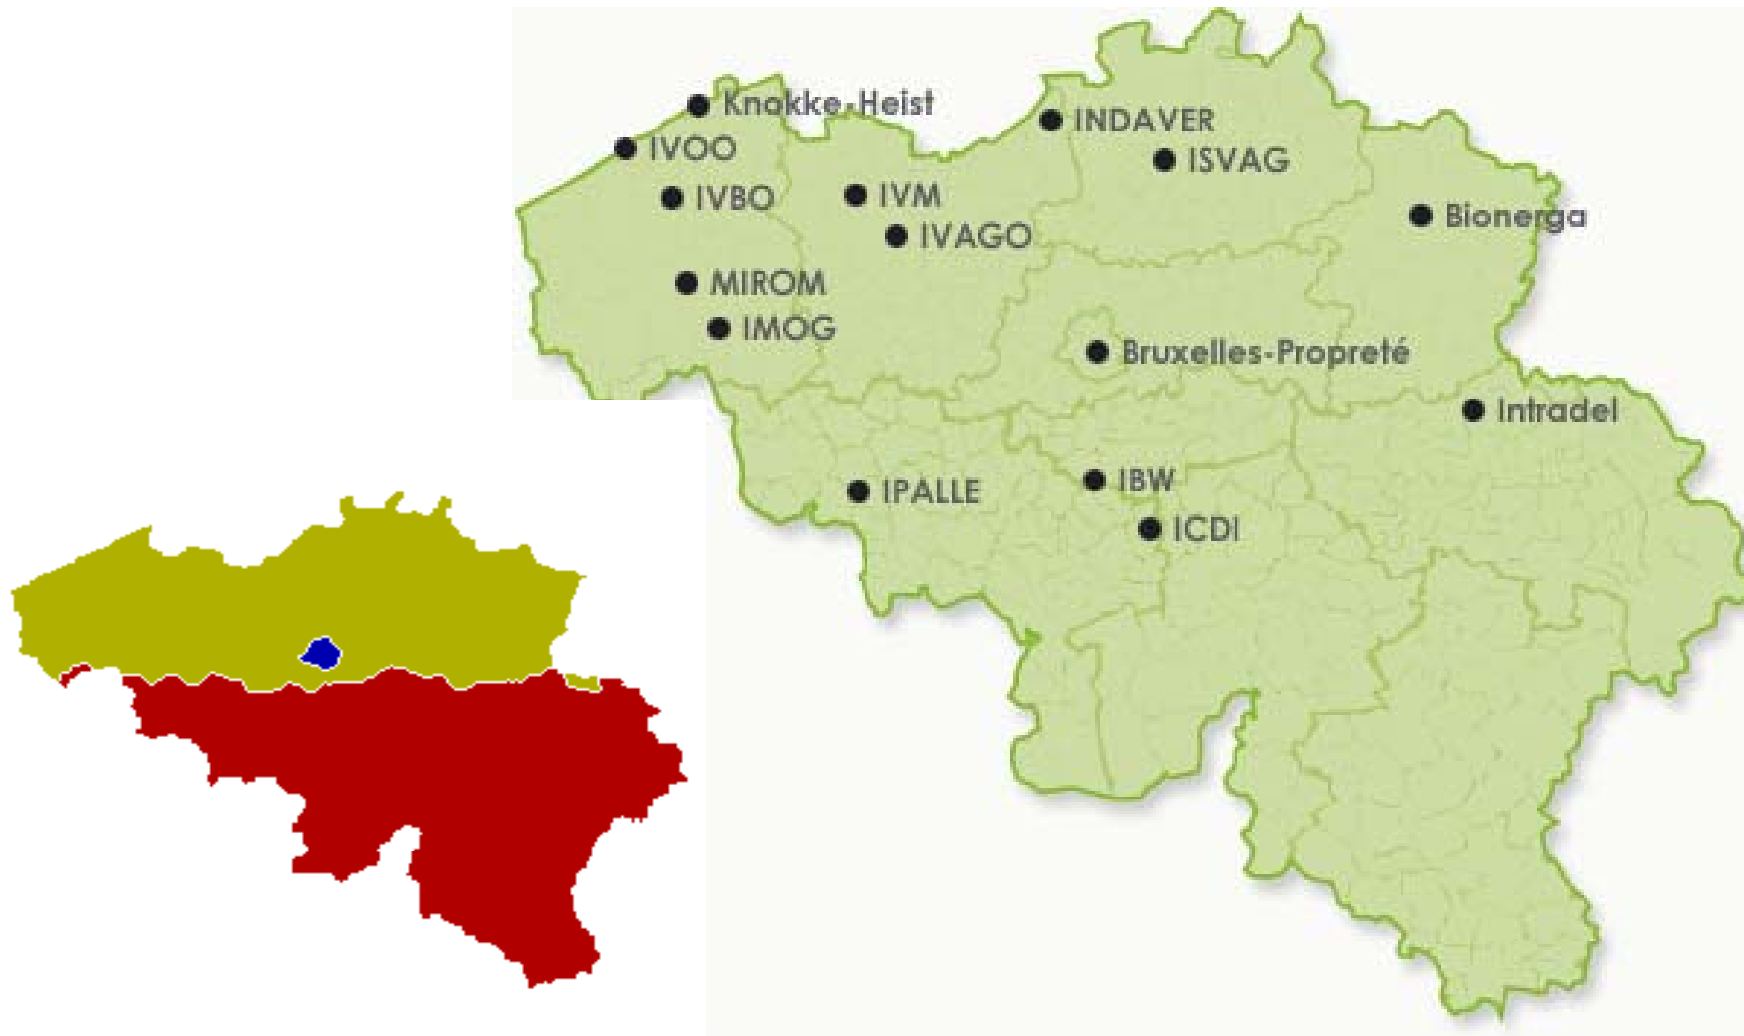 Knokke-Heist
INDAVER
IVOO
ISVAG
IVBO
IVM
Bionerga
IVAGO
MIROM
IMOG
Bruxelles-Propreté
Intradel
IPALLE
IBW
ICDI